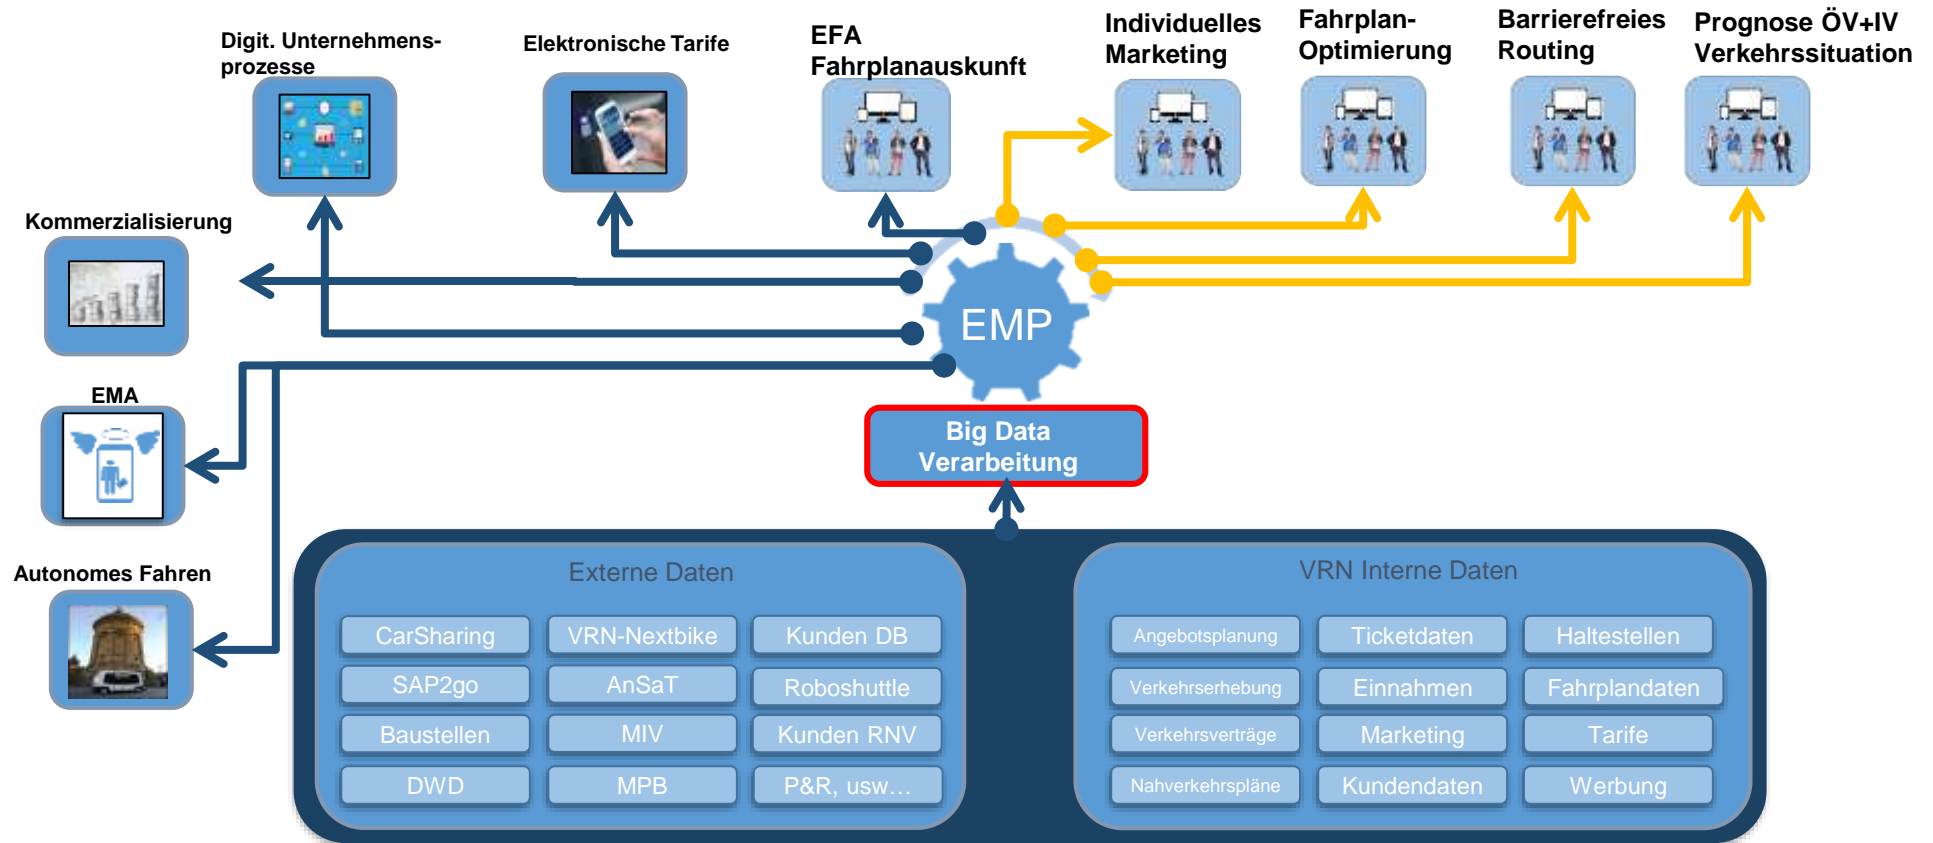 Digit. Unternehmens-
prozesse
Elektronische Tarife
EFA
Fahrplanauskunft
Individuelles
Marketing
Fahrplan-
Optimierung
Barrierefreies
Routing
Prognose ÖV+IV
Verkehrssituation
Kommerzialisierung
EMP
EMA
Big Data
Verarbeitung
Autonomes Fahren
Externe Daten
CarSharing
VRN-Nextbike
Kunden DB
SAP2go
AnSaT
Roboshuttle
Baustellen
MIV
Kunden RNV
DWD
MPB
P&R, usw…
VRN Interne Daten
Angebotsplanung
Ticketdaten
Haltestellen
Verkehrserhebung
Einnahmen
Fahrplandaten
Verkehrsverträge
Marketing
Tarife
Nahverkehrspläne
Kundendaten
Werbung